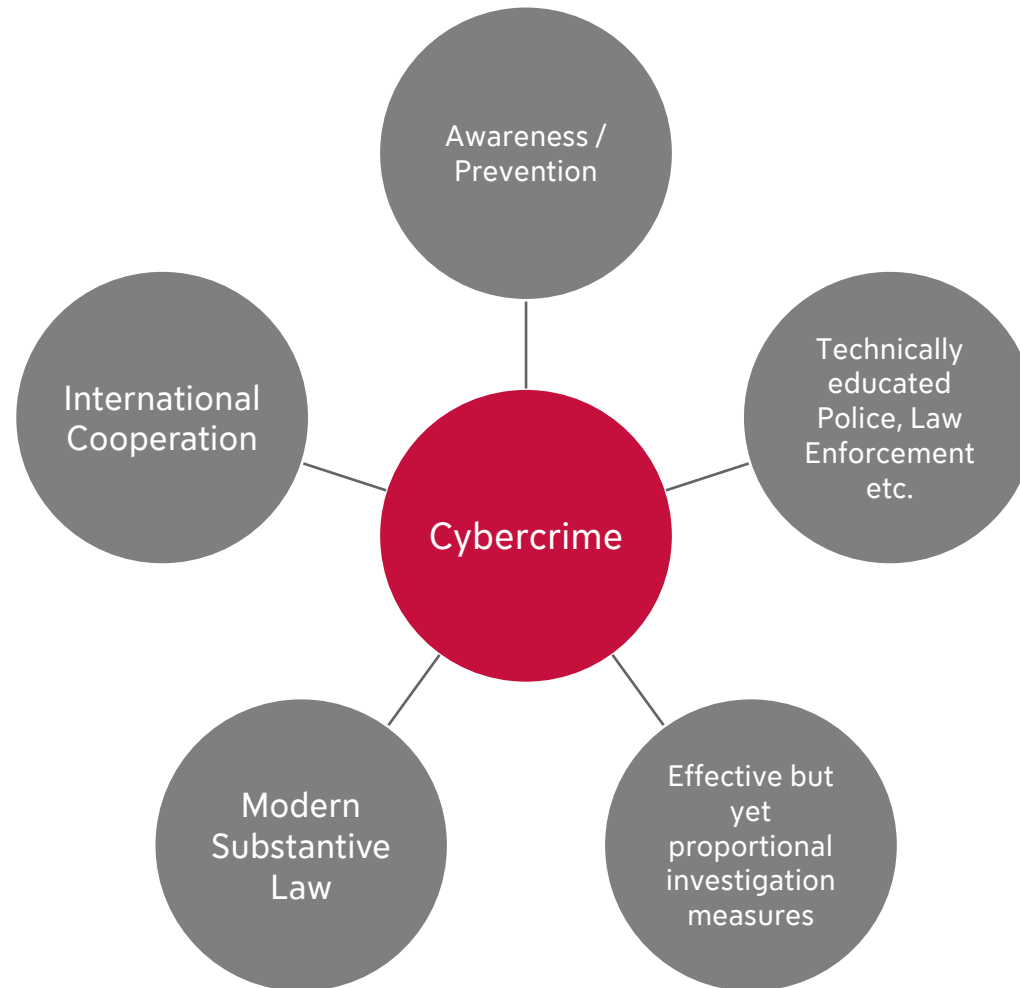 Awareness /
Prevention
International
Cooperation
Technically
educated
Police, Law
Enforcement
etc.
Cybercrime
Modern
Substantive
Law
Effective but
yet
proportional
investigation
measures